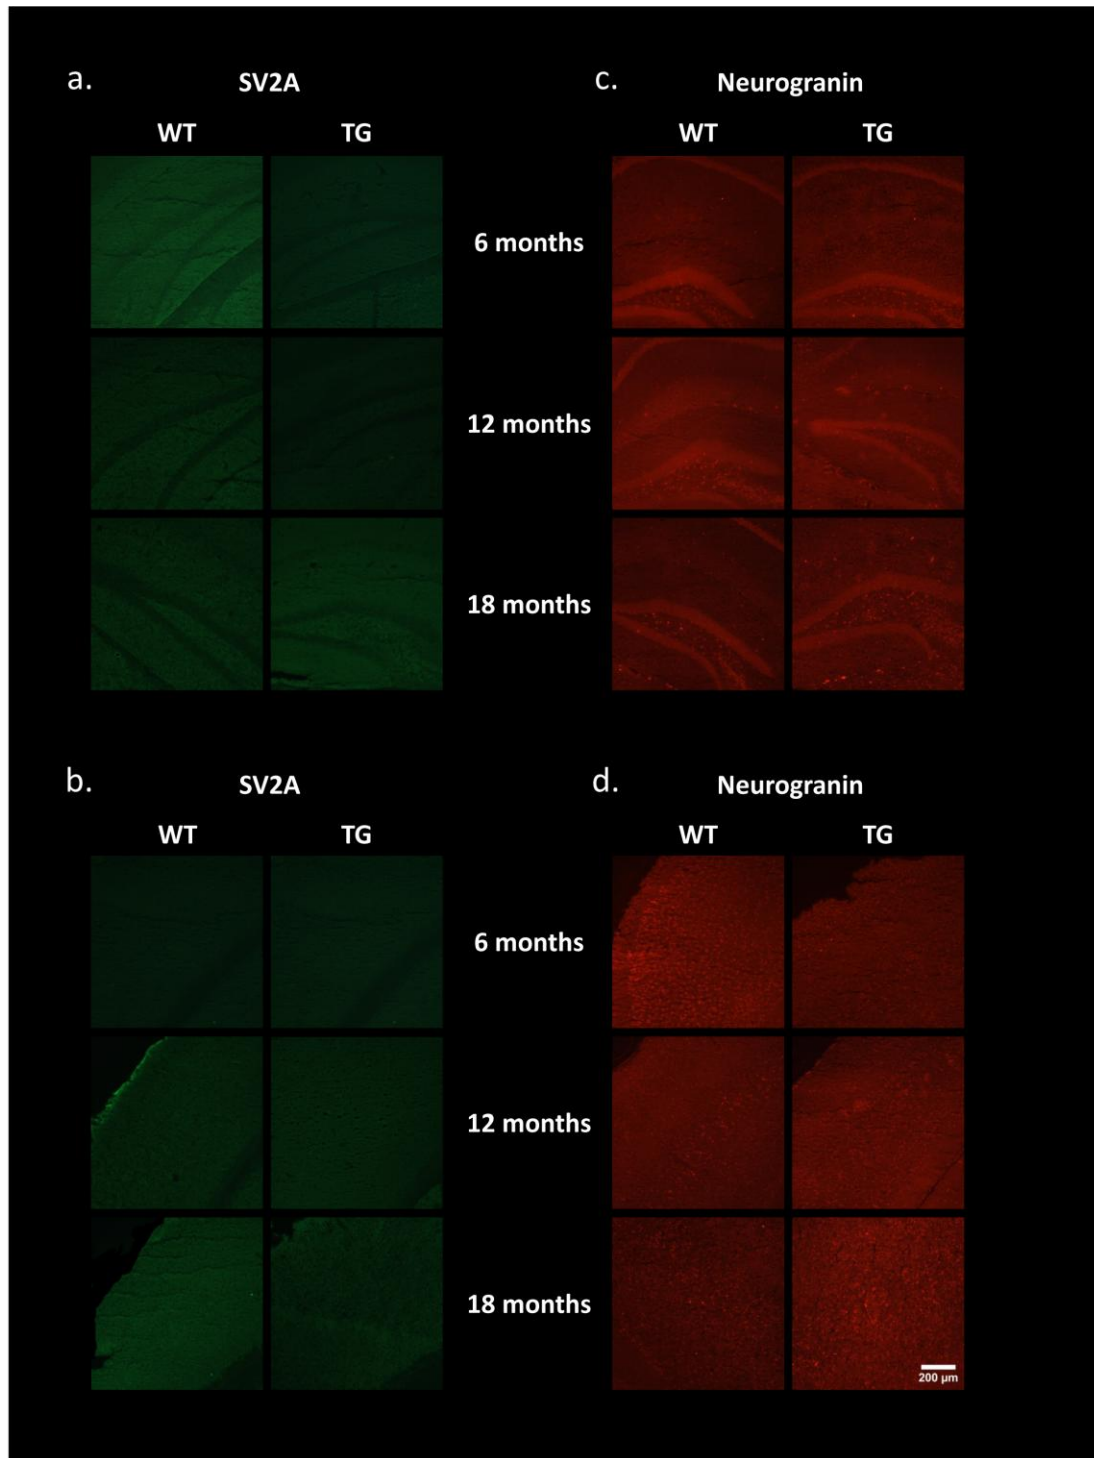 a. SV2A
WT TG
c. Neurogranin
WT TG
6 months
12 months
18 months
b. SV2A
WT TG
d. Neurogranin
WT TG
6 months
12 months
18 months
200 µm